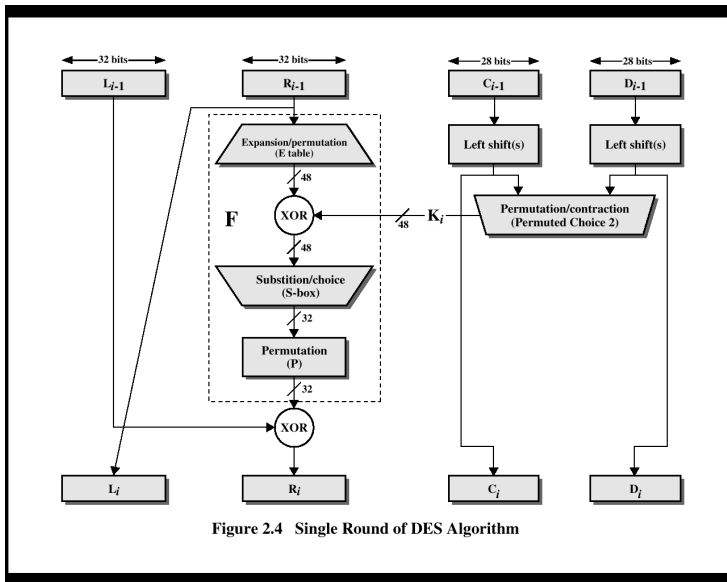 32 bits
32 bits
28 bits
28 bits
Li-1
Ri-1
Ci-1
Di-1
Expansion/permutation
(E table)
Left shift(s)
Left shift(s)
48
F
XOR
48
Ki
Permutation/contraction
(Permuted Choice 2)
48
Substition/choice
(S-box)
32
Permutation
(P)
32
XOR
Li
Ri
Ci
Di
Figure 2.4 Single Round of DES Algorithm